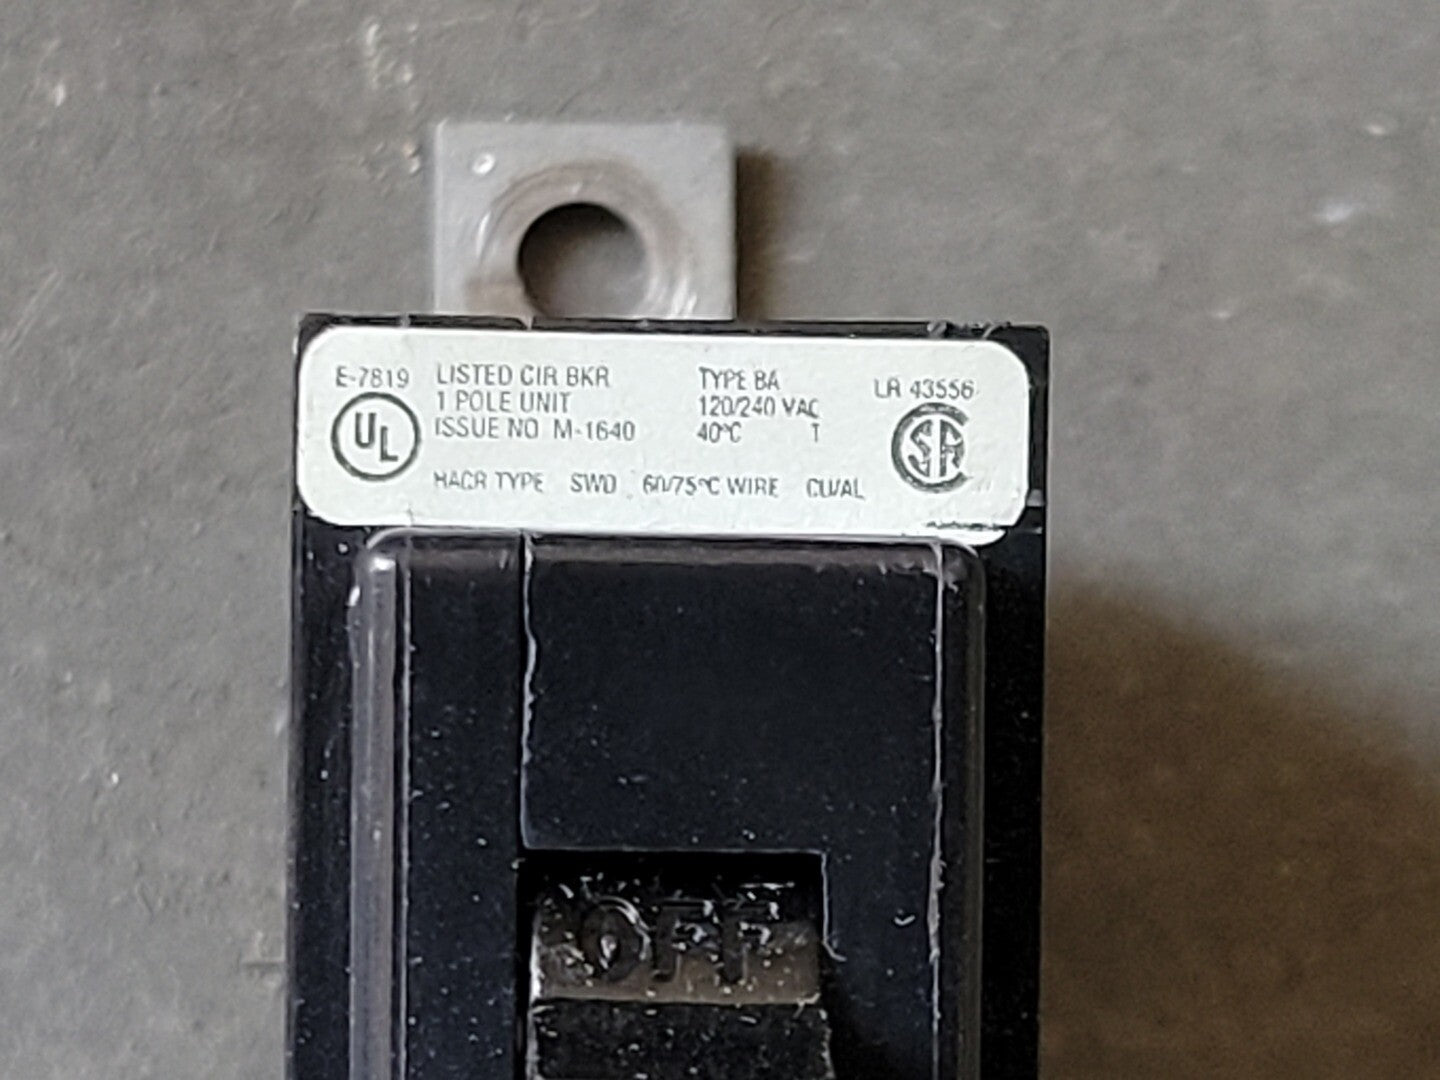 E-7819
UL
LISTED CIR BKR
1 POLE UNIT
ISSUE NO M-1640
TYPE BA
120/240 VAC
40°C T
LR 43556
SA
HACR TYPE SWD 60/75°C WIRE CU/AL
OFF